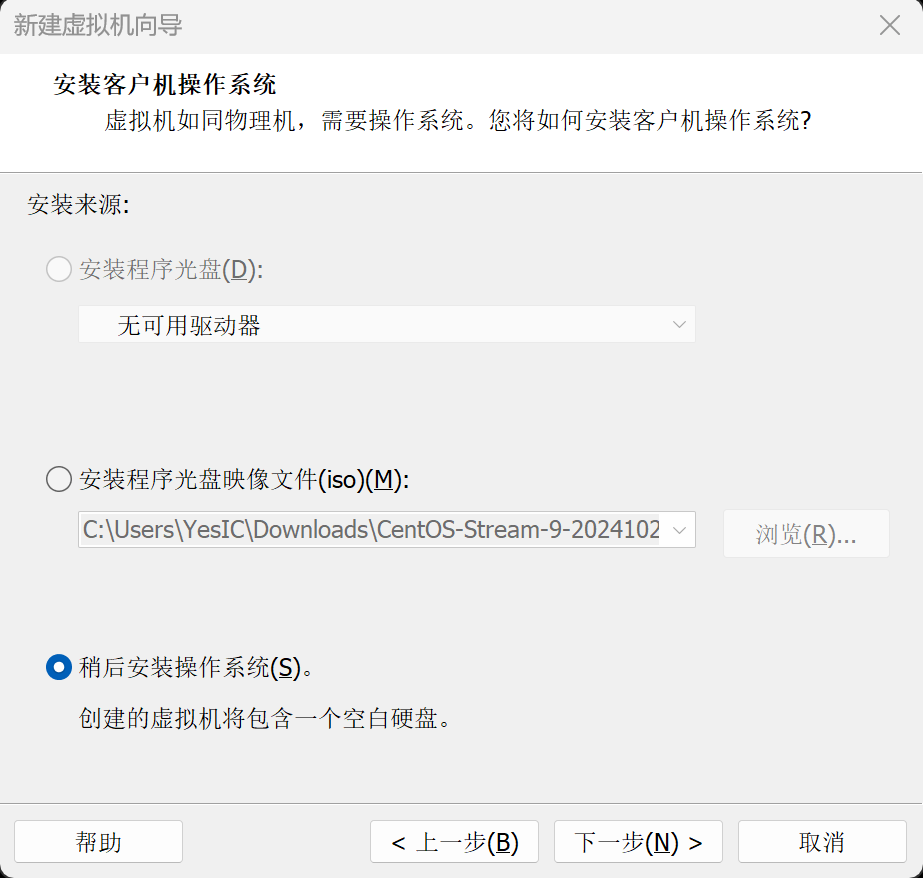 新建虚拟机向导
安装客户机操作系统
虚拟机如同物理机，需要操作系统。您将如何安装客户机操作系统?
安装来源:
安装程序光盘(D):
无可用驱动器
安装程序光盘映像文件(iso)(M):
C:\Users\YesIC\Downloads\CentOS-Stream-9-2024102
浏览(R)...
稍后安装操作系统(S)。
创建的虚拟机将包含一个空白硬盘。
帮助
< 上一步(B)
下一步(N) >
取消